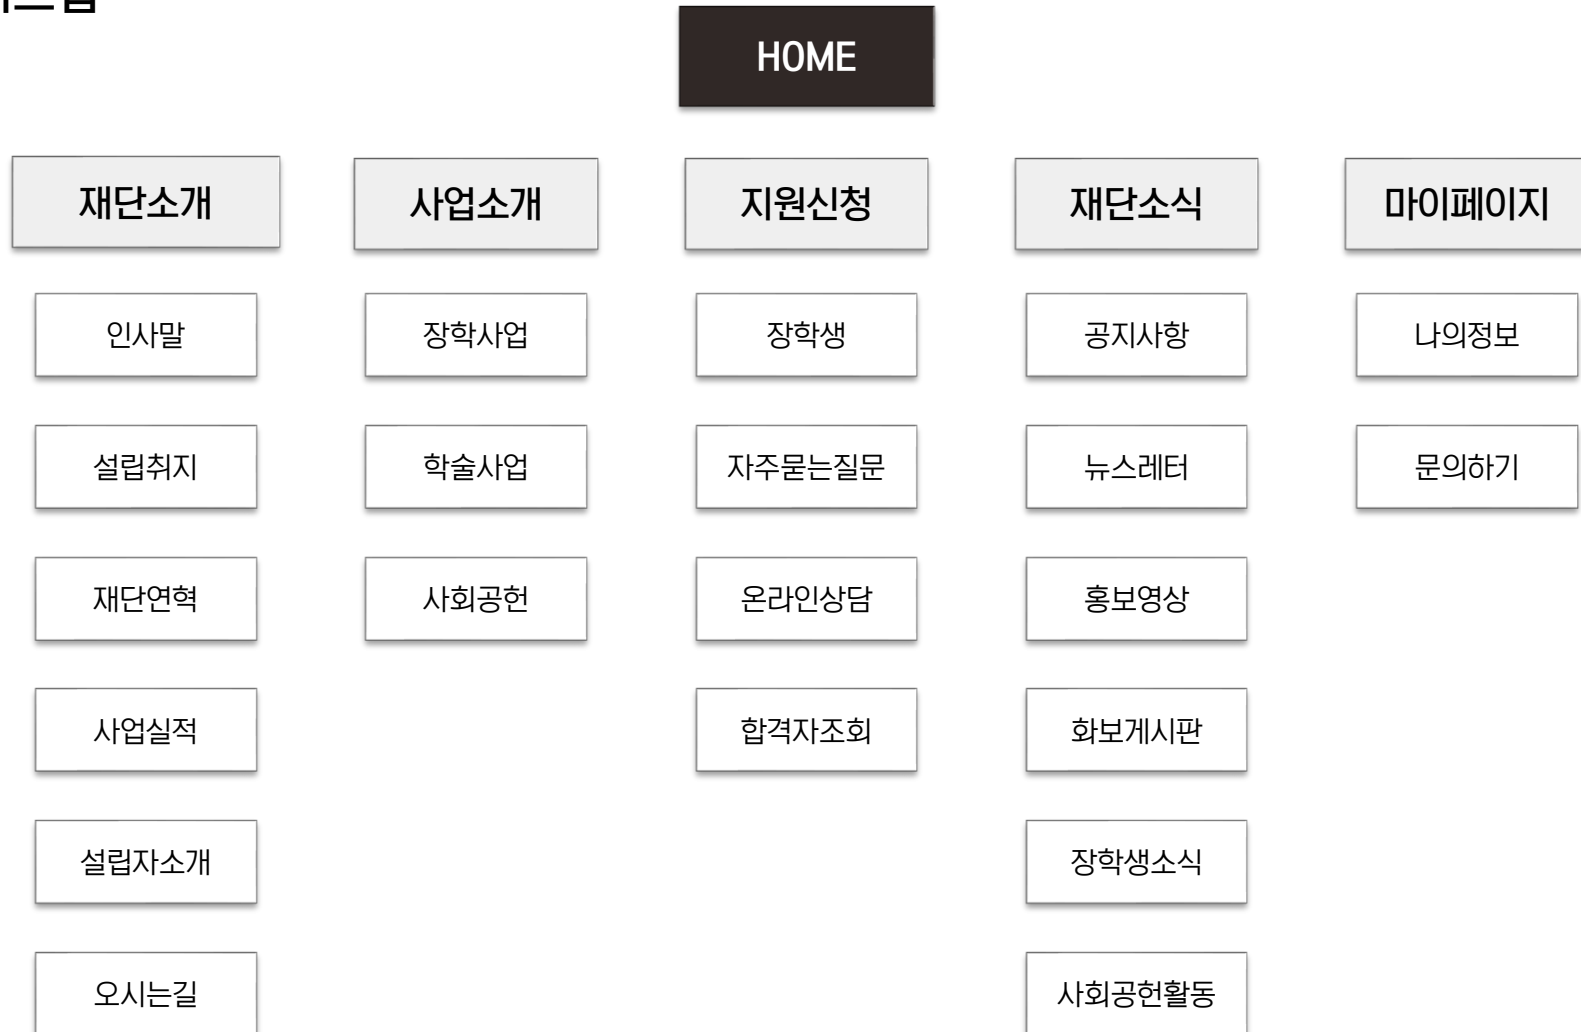 HOME
재단소개
사업소개
지원신청
재단소식
마이페이지
인사말
장학사업
장학생
공지사항
나의정보
설립취지
학술사업
자주묻는질문
뉴스레터
문의하기
재단연혁
사회공헌
온라인상담
홍보영상
사업실적
합격자조회
화보게시판
설립자소개
장학생소식
오시는길
사회공헌활동